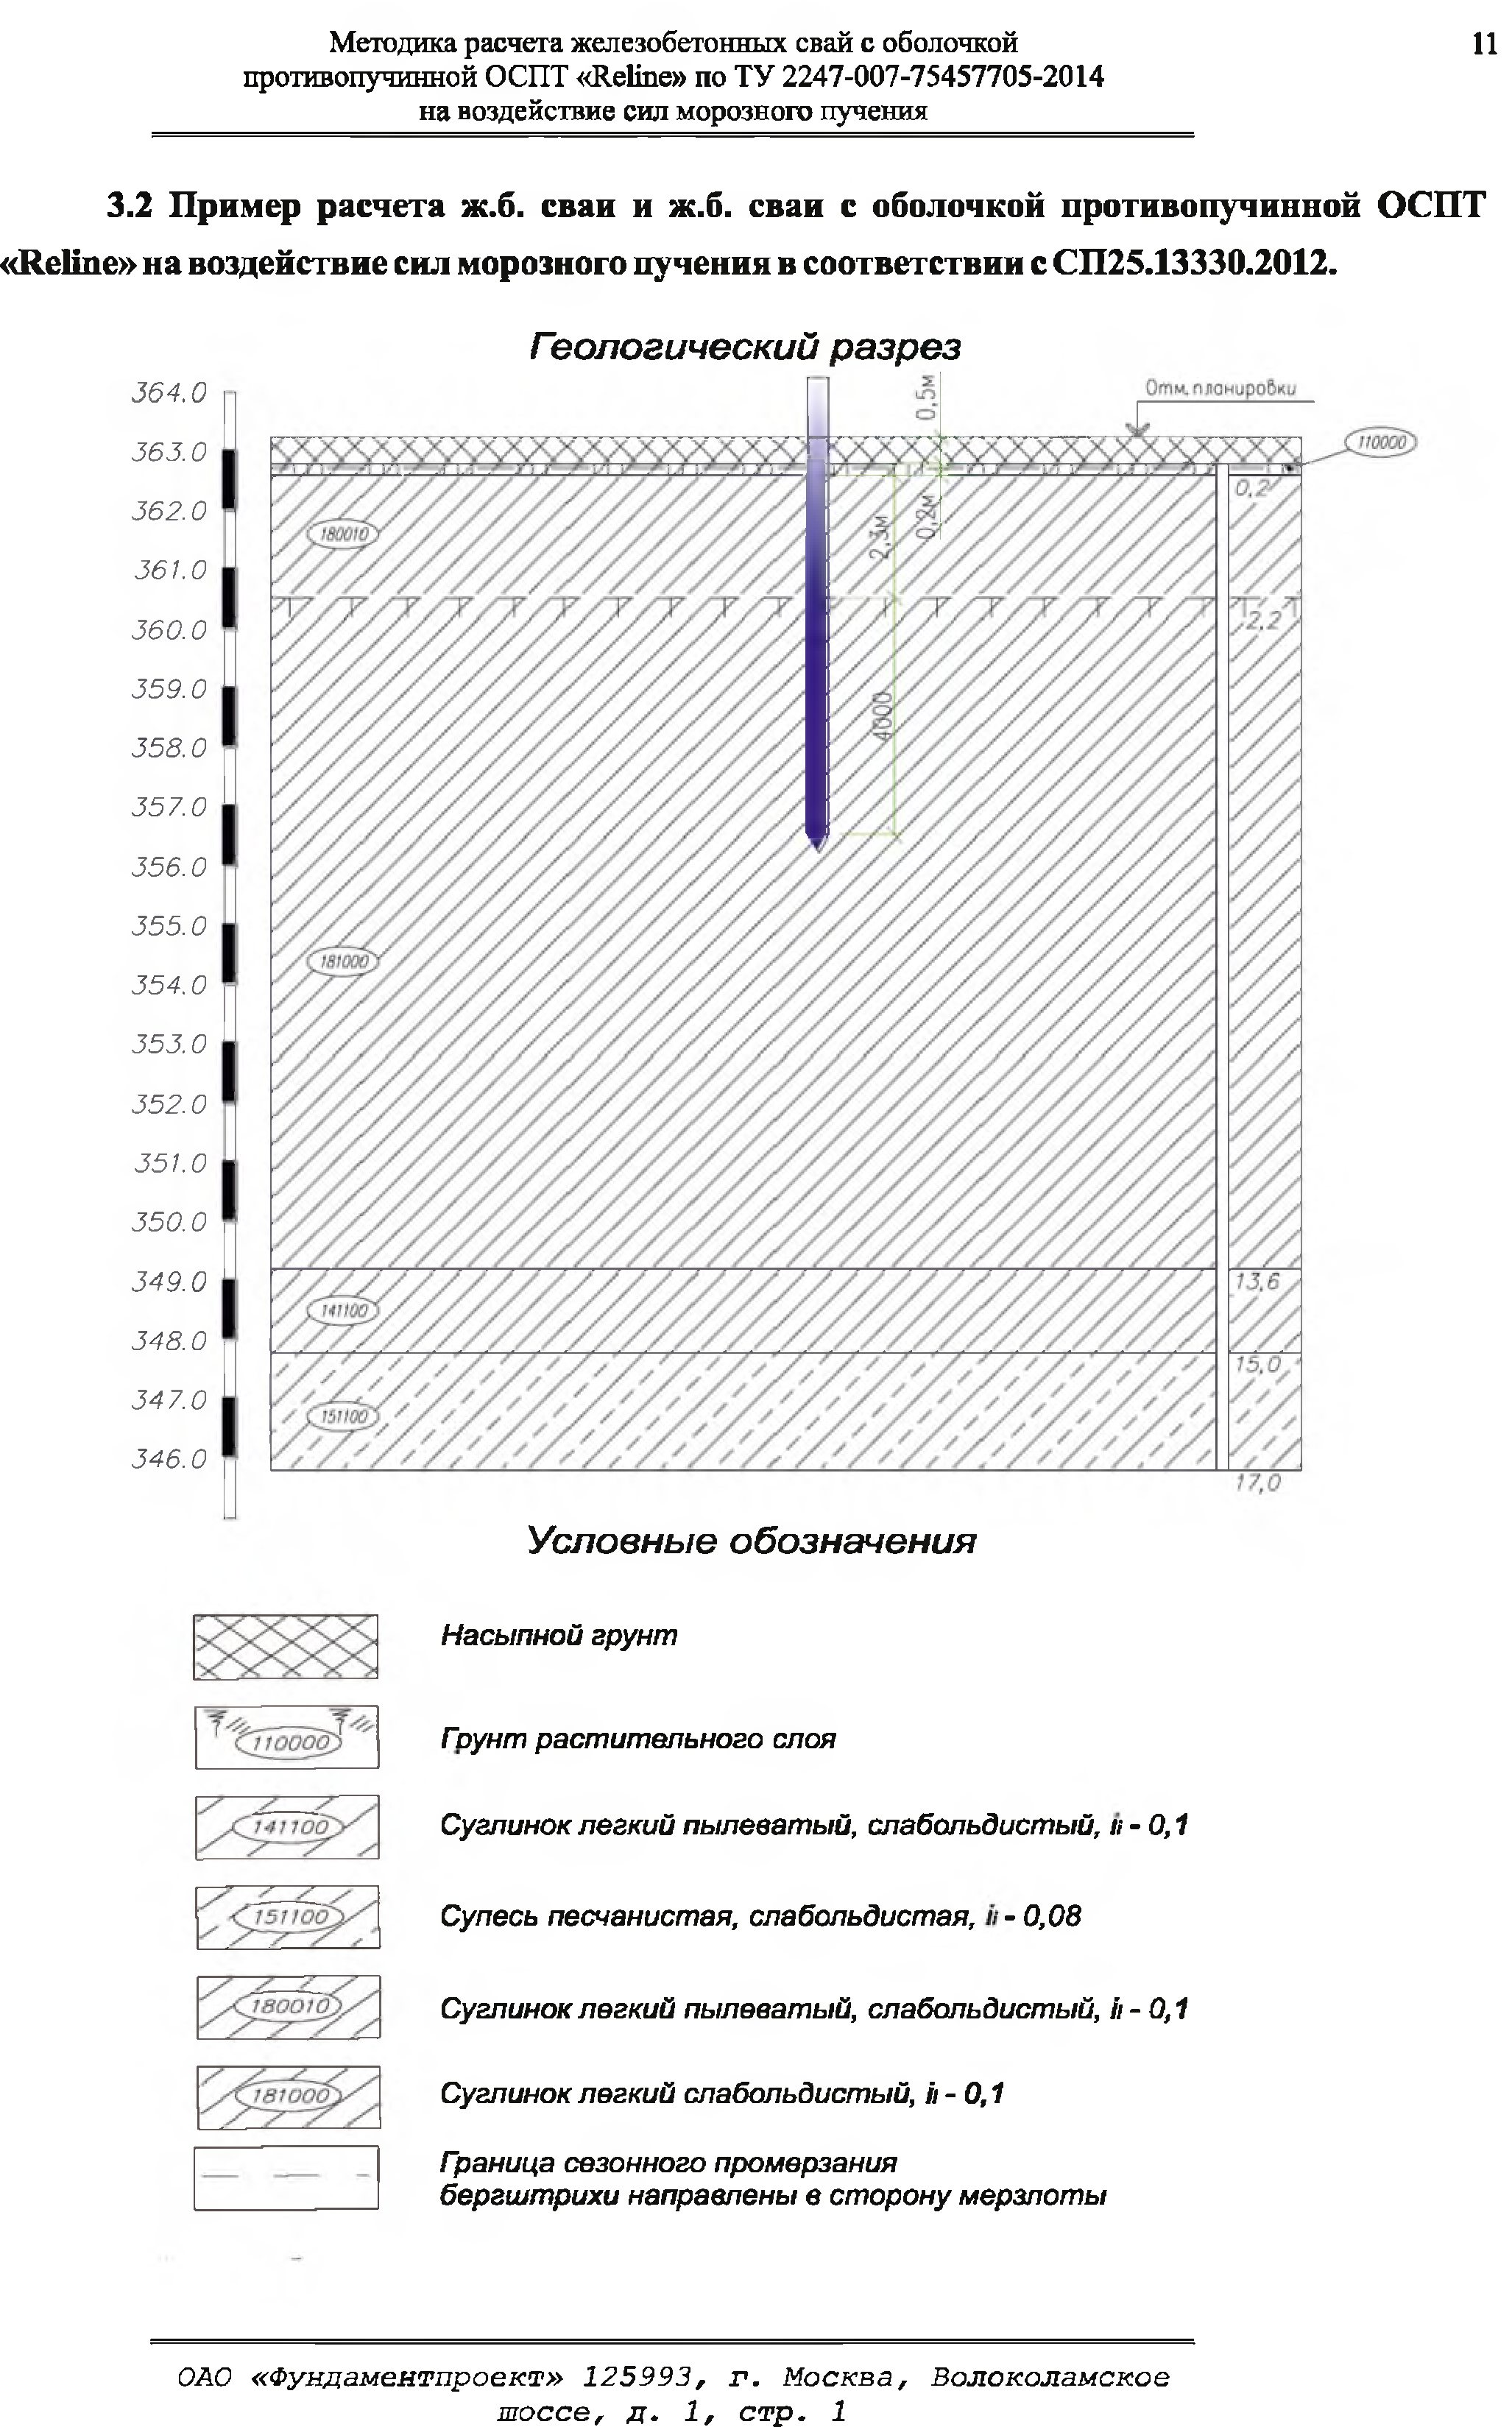 Методика расчета железобетонных свай с оболочкой
противопучинной ОСПТ «Reline» по ТУ 2247-007-75457705-2014
на воздействие сил морозного пучения
11
3.2 Пример расчета ж.б. сваи и ж.б. сваи с оболочкой противопучинной ОСПТ
«Reline» на воздействие сил морозного пучения в соответствии с СП25.13330.2012.
Геологический разрез
364.0
363.0
362.0
361.0
360.0
359.0
358.0
357.0
356.0
355.0
354.0
353.0
352.0
351.0
350.0
349.0
348.0
347.0
346.0
0,5м
Отм. планировки
110000
0,2
180010
2,3м
0,2м
2,2
4000
181000
13,6
141100
15,0
151100
17,0
Условные обозначения
Насыпной грунт
110000
Грунт растительного слоя
141100
Суглинок легкий пылеватый, слабольдистый, ii - 0,1
151100
Супесь песчанистая, слабольдистая, ii - 0,08
180010
Суглинок легкий пылеватый, слабольдистый, ii - 0,1
181000
Суглинок легкий слабольдистый, ii - 0,1
Граница сезонного промерзания
бергштрихи направлены в сторону мерзлоты
ОАО «Фундаментпроект» 125993, г. Москва, Волоколамское
шоссе, д. 1, стр. 1